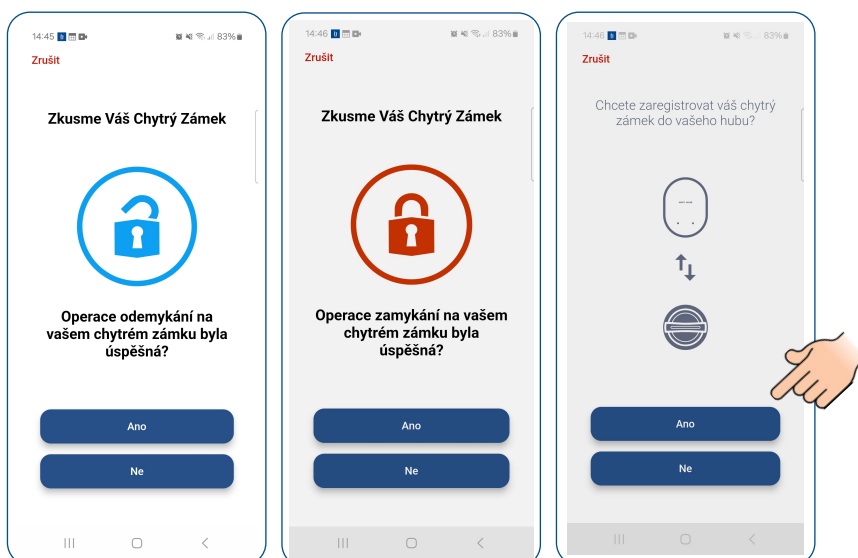 14:45
83%
Zrušit
Zkusme Váš Chytrý Zámek
Operace odemykání na
vašem chytrém zámku byla
úspěšná?
Ano
Ne
14:46
83%
Zrušit
Zkusme Váš Chytrý Zámek
Operace zamykání na vašem
chytrém zámku byla
úspěšná?
Ano
Ne
14:46
83%
Zrušit
Chcete zaregistrovat váš chytrý
zámek do vašeho hubu?
Ano
Ne